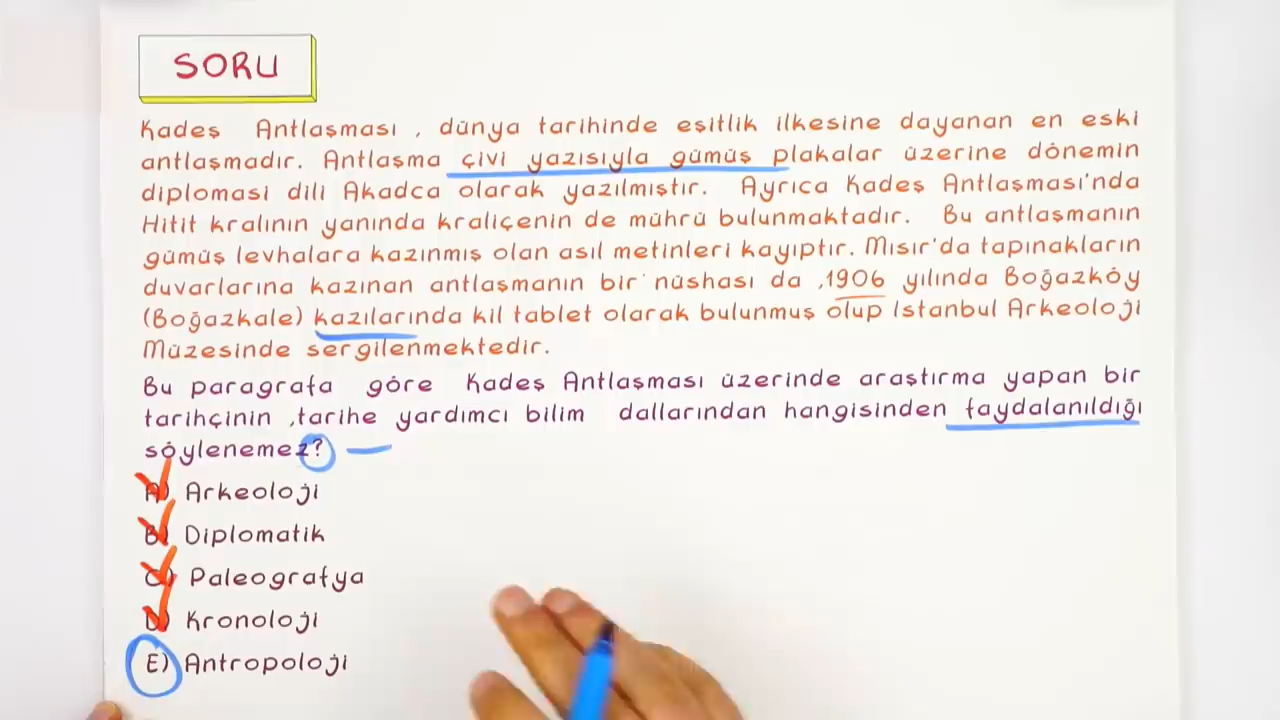 SORU
Kadeş Antlaşması , dünya tarihinde eşitlik ilkesine dayanan en eski
antlaşmadır. Antlaşma çivi yazısıyla gümüş plakalar üzerine dönemin
diplomasi dili Akadca olarak yazılmıştır. Ayrıca Kadeş Antlaşması'nda
Hitit kralının yanında kraliçenin de mührü bulunmaktadır. Bu antlaşmanın
gümüş levhalara kazınmış olan asıl metinleri kayıptır. Mısır'da tapınakların
duvarlarına kazınan antlaşmanın bir nüshası da ,1906 yılında Boğazköy
(Boğazkale) kazılarında kil tablet olarak bulunmuş olup İstanbul Arkeoloji
Müzesinde sergilenmektedir.
Bu paragrafa göre Kadeş Antlaşması üzerinde araştırma yapan bir
tarihçinin ,tarihe yardımcı bilim dallarından hangisinden faydalanıldığı
söylenemez?
A) Arkeoloji
B) Diplomatik
C) Paleografya
D) Kronoloji
E) Antropoloji